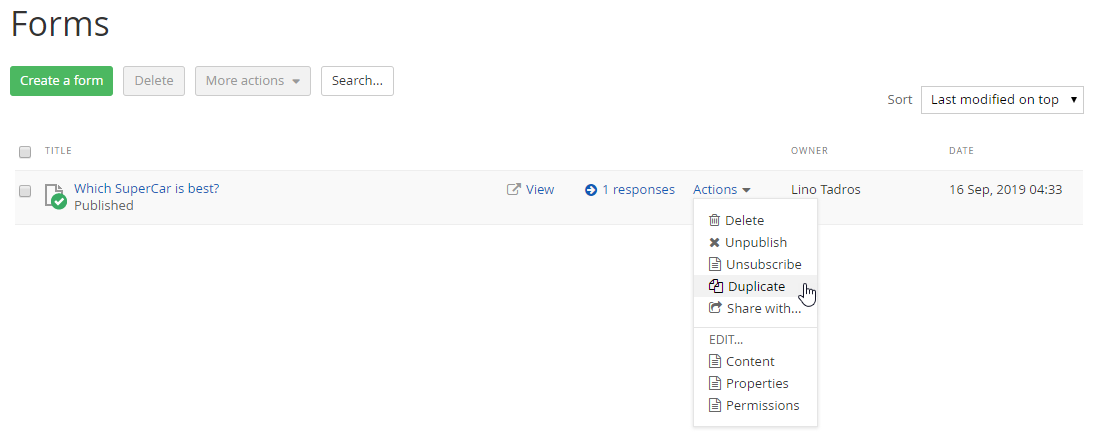 Forms
Create a form Delete More actions Search...
Sort Last modified on top
TITLE OWNER DATE
Which SuperCar is best? View 1 responses Actions Lino Tadros 16 Sep, 2019 04:33
Published
Delete
Unpublish
Unsubscribe
Duplicate
Share with...
EDIT...
Content
Properties
Permissions